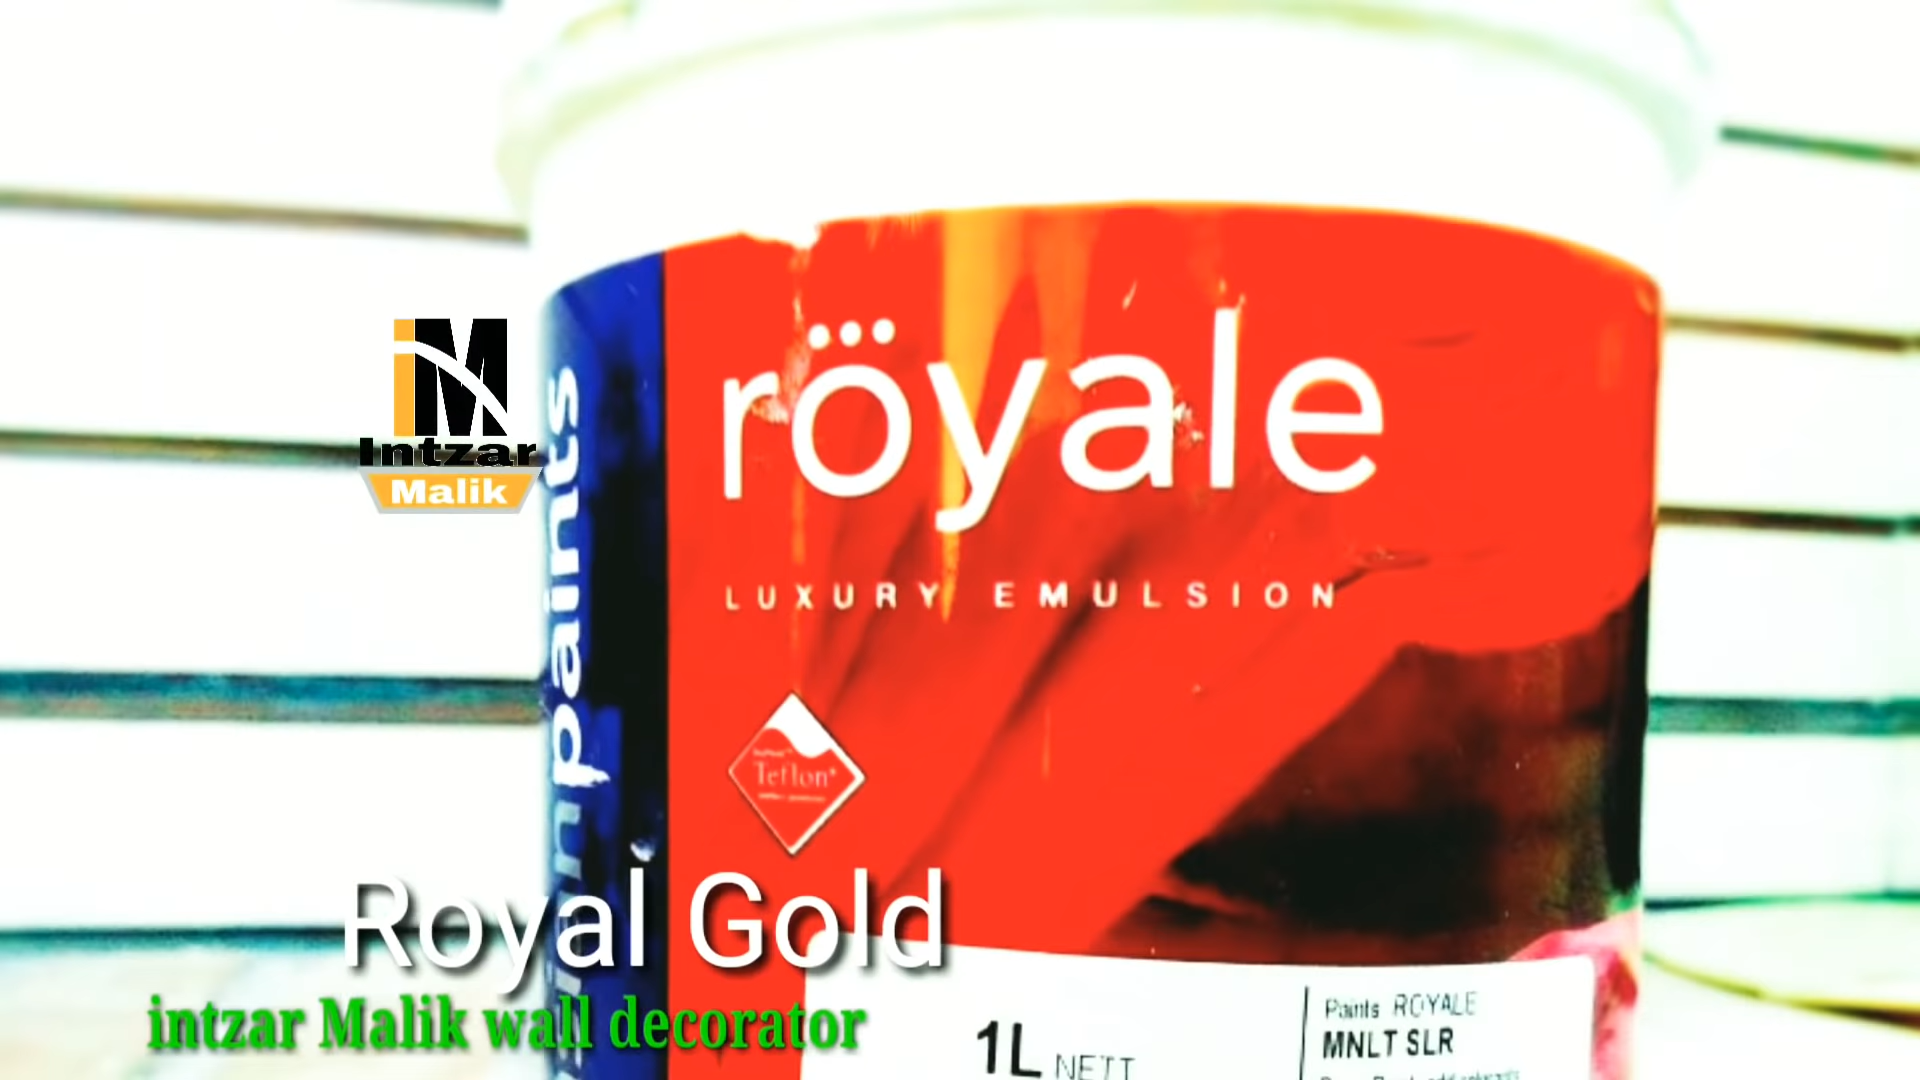 iM
Intzar
Malik
paints
röyale
LUXURY EMULSION
Teflon
Royal Gold
intzar Malik wall decorator
1L NETT
Paints ROYALE
MNLT SLR